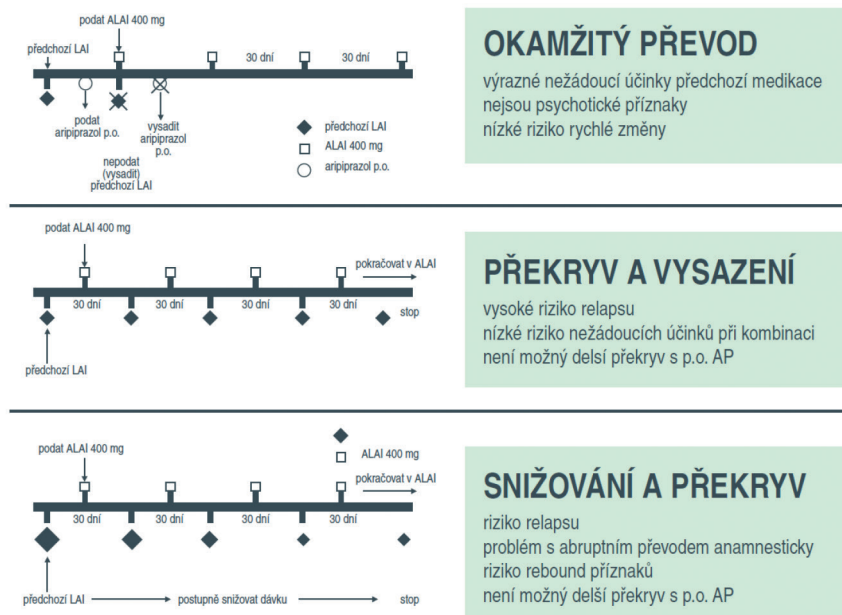 podat ALAI 400 mg
předchozí LAI
30 dní
30 dní
podat
aripiprazol p.o.
vysadit
aripiprazol
p.o.
nepodat
(vysadit)
předchozí LAI
předchozí LAI
ALAI 400 mg
aripiprazol p.o.
OKAMŽITÝ PŘEVOD
výrazné nežádoucí účinky předchozí medikace
nejsou psychotické příznaky
nízké riziko rychlé změny
podat ALAI 400 mg
pokračovat v ALAI
30 dní
30 dní
30 dní
30 dní
stop
předchozí LAI
PŘEKRYV A VYSAZENÍ
vysoké riziko relapsu
nízké riziko nežádoucích účinků při kombinaci
není možný delsí překryv s p.o. AP
podat ALAI 400 mg
ALAI 400 mg
pokračovat v ALAI
30 dní
30 dní
30 dní
30 dní
předchozí LAI
postupně snižovat dávku
stop
SNIŽOVÁNÍ A PŘEKRYV
riziko relapsu
problém s abruptním převodem anamnesticky
riziko rebound příznaků
není možný delší překryv s p.o. AP